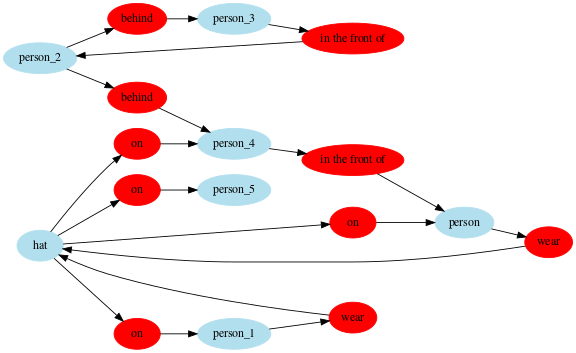 behind
person_3
in the front of
person_2
behind
on
person_4
in the front of
on
person_5
on
person
hat
wear
on
person_1
wear